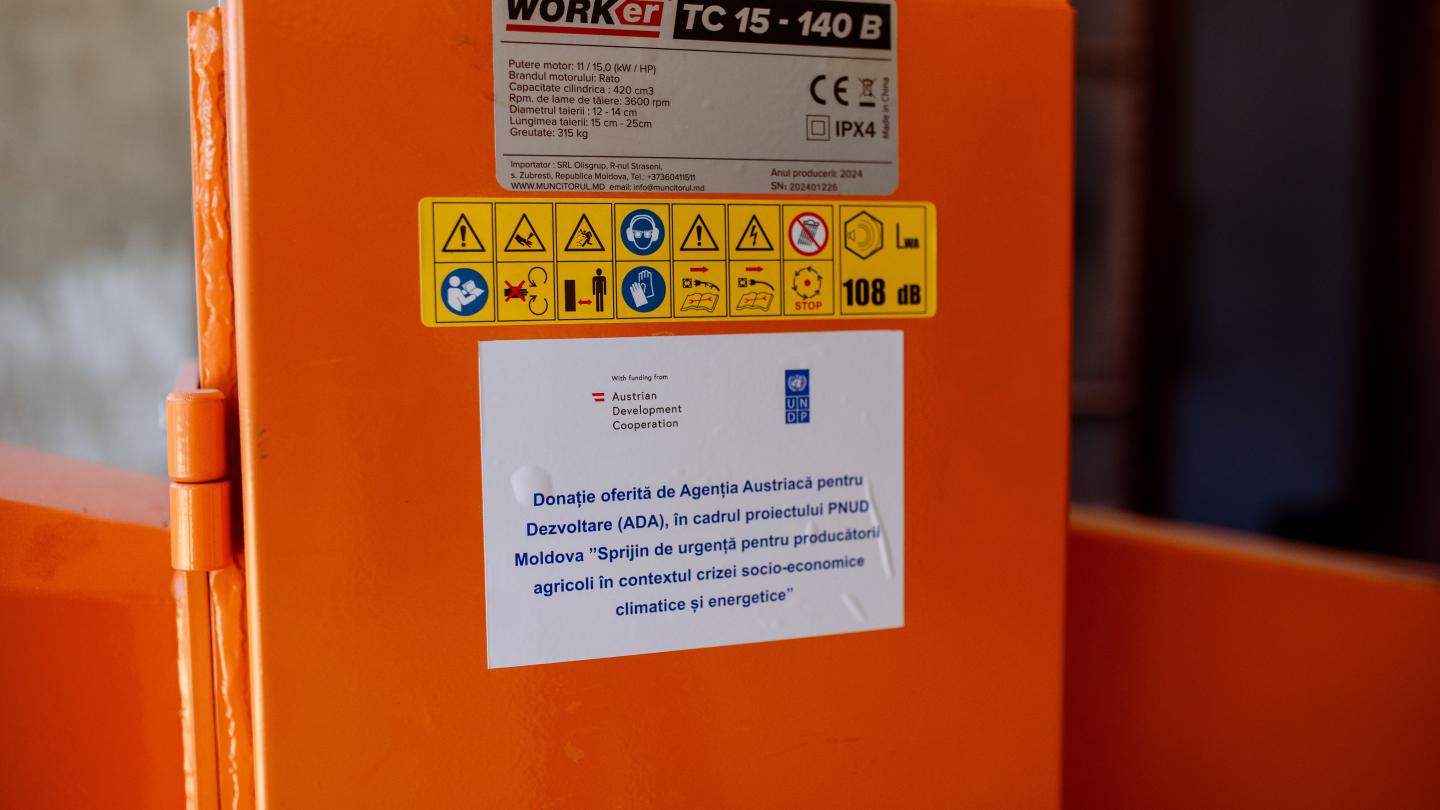 WORKer TC 15 - 140 B
Putere motor: 11 / 15,0 (kW / HP)
Brandul motorului: Rato
Capacitate cilindrica : 420 cm3
Rpm. de lame de tăiere: 3600 rpm
Diametrul taierii : 12 - 14 cm
Lungimea taierii: 15 cm - 25cm
Greutate: 315 kg
CE
IPX4
Made in China
Importator : SRL Olisgrup, R-nul Straseni,
s. Zubresti, Republica Moldova, Tel.: +37360411511
WWW.MUNCITORUL.MD email: info@muncitorul.md
Anul producerii: 2024
SN: 202401226
LWA
108 dB
STOP
With funding from
Austrian
Development
Cooperation
UN
DP
Donație oferită de Agenția Austriacă pentru
Dezvoltare (ADA), în cadrul proiectului PNUD
Moldova ”Sprijin de urgență pentru producătorii
agricoli în contextul crizei socio-economice
climatice și energetice”